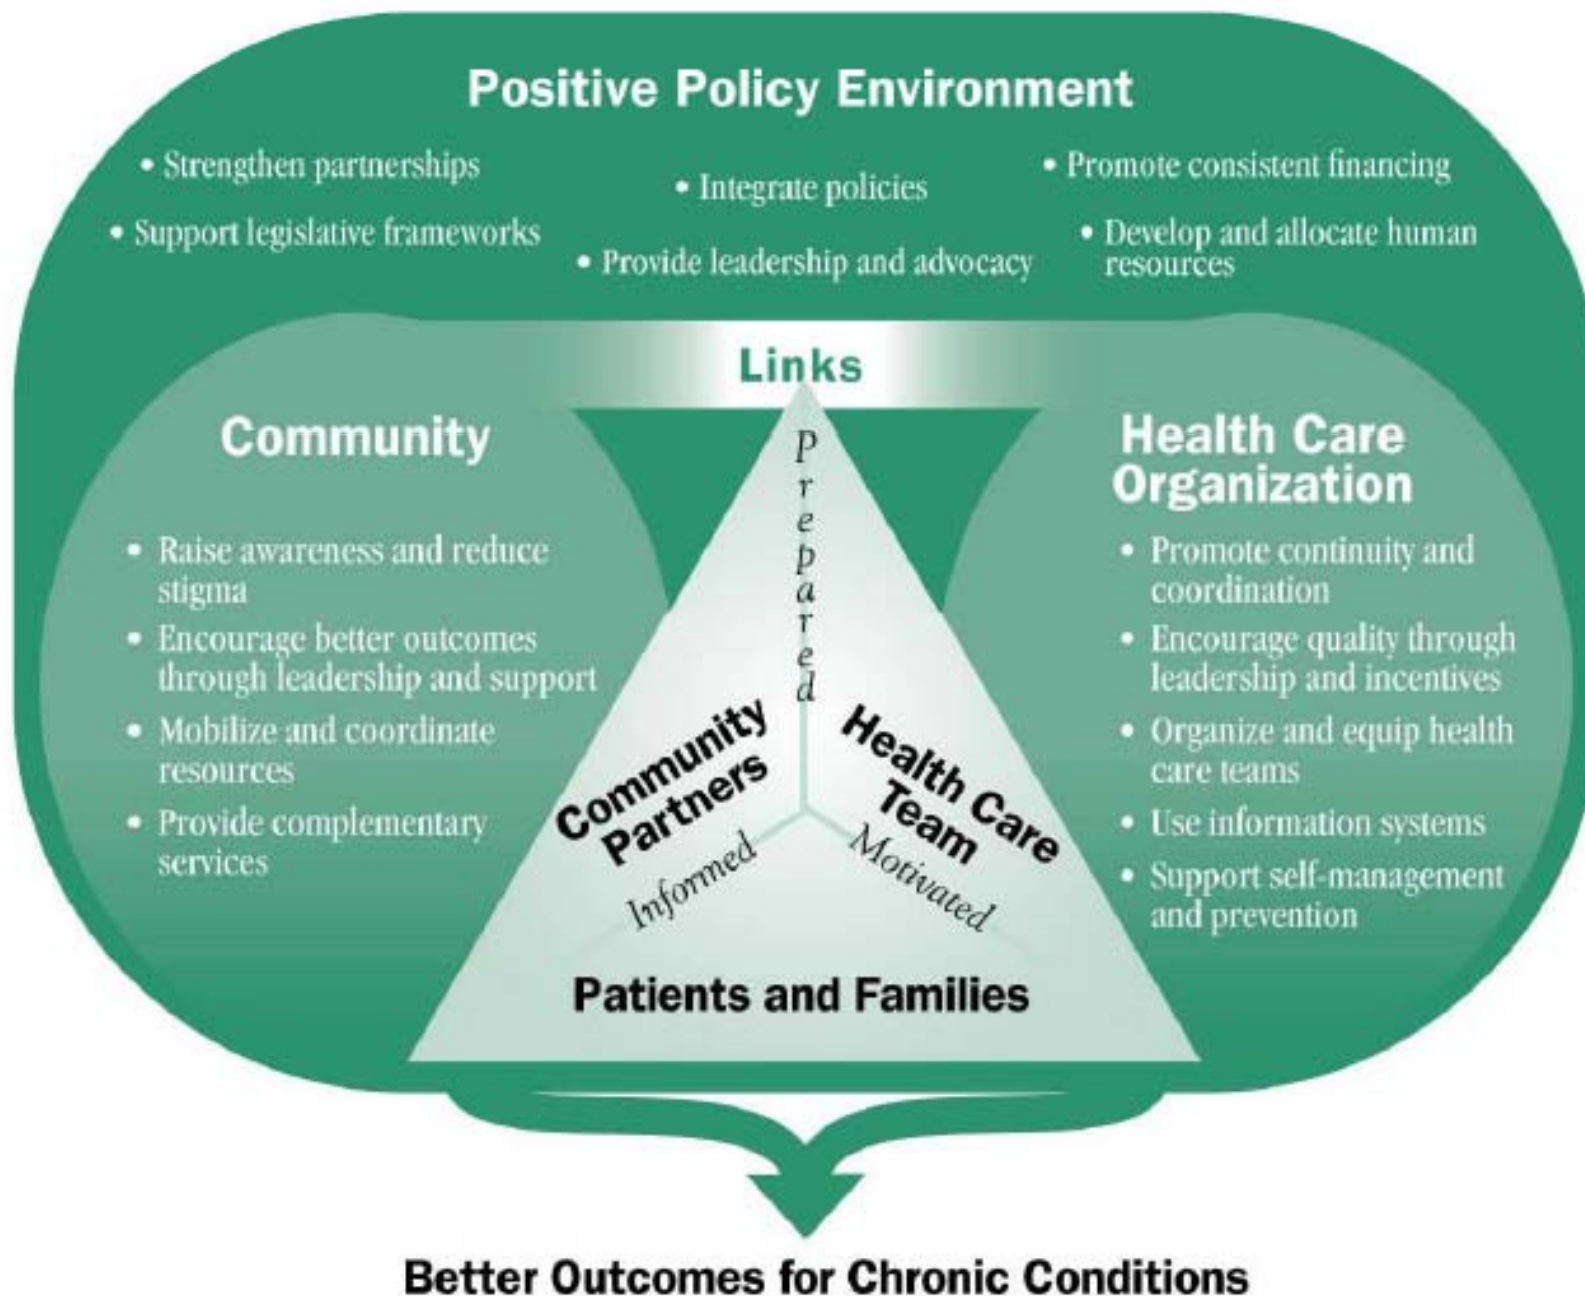 Positive Policy Environment
• Strengthen partnerships
• Support legislative frameworks
• Integrate policies
• Provide leadership and advocacy
• Promote consistent financing
• Develop and allocate human
resources
Links
Community
• Raise awareness and reduce
stigma
• Encourage better outcomes
through leadership and support
• Mobilize and coordinate
resources
• Provide complementary
services
Prepared
Community
Partners
Informed
Health Care
Team
Motivated
Patients and Families
Health Care
Organization
• Promote continuity and
coordination
• Encourage quality through
leadership and incentives
• Organize and equip health
care teams
• Use information systems
• Support self-management
and prevention
Better Outcomes for Chronic Conditions